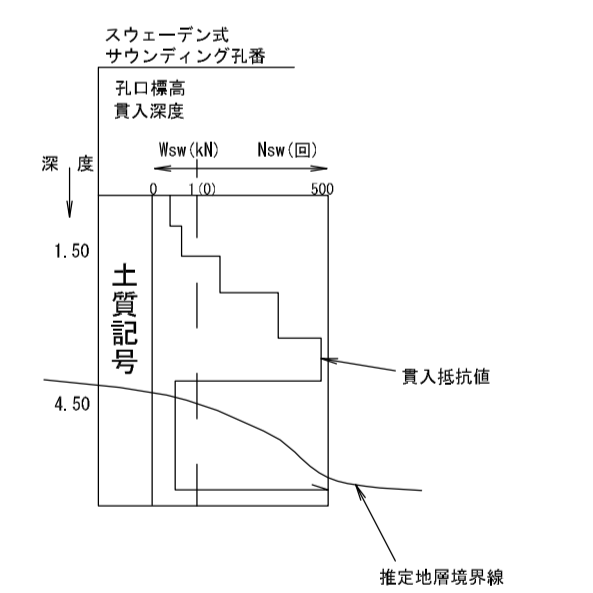 スウェーデン式
サウンディング孔番
孔口標高
貫入深度
Wsw(kN) Nsw(回)
深 度
0 1(0) 500
1.50
土質記号
貫入抵抗値
4.50
推定地層境界線